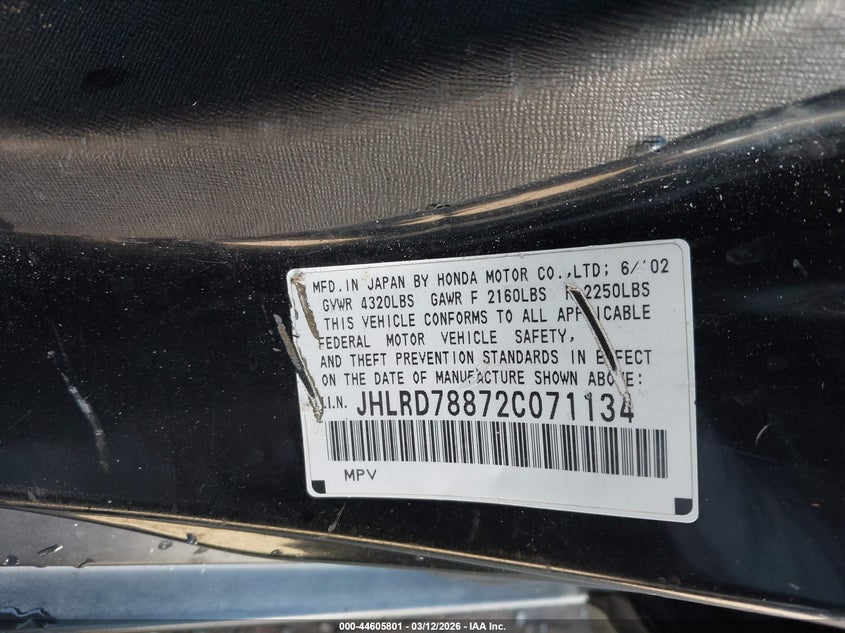 MFD.IN JAPAN BY HONDA MOTOR CO.,LTD; 6/'02
GVWR 4320LBS GAWR F 2160LBS 2250LBS
THIS VEHICLE CONFORMS TO ALL APPLICABLE
FEDERAL MOTOR VEHICLE SAFETY,
AND THEFT PREVENTION STANDARDS IN EFFECT
ON THE DATE OF MANUFACTURE SHOWN ABOVE:
V.I.N. JHLRD78872C071134
MPV
000-44605801 - 03/12/2026 - IAA Inc.